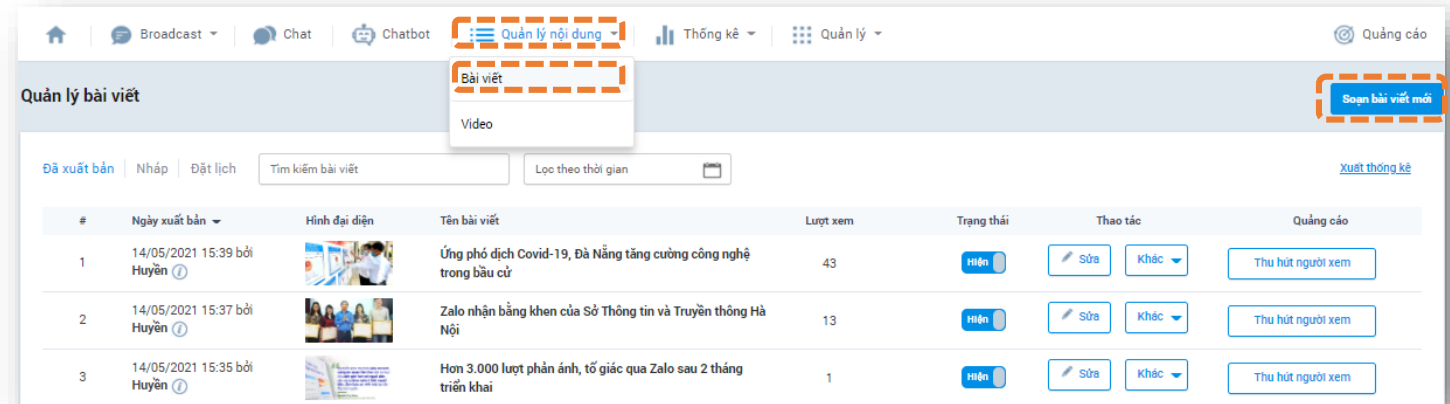 Broadcast Chat Chatbot Quản lý nội dung Thống kê Quản lý Quảng cáo
Bài viết
Quản lý bài viết
Soạn bài viết mới
Video
Đã xuất bản Nháp Đặt lịch Tìm kiếm bài viết Lọc theo thời gian Xuất thống kê
# Ngày xuất bản Hình đại diện Tên bài viết Lượt xem Trạng thái Thao tác Quảng cáo
14/05/2021 15:39 bởi Ứng phó dịch Covid-19, Đà Nẵng tăng cường công nghệ
1 Huyền trong bầu cử 43 Hiện Sửa Khác Thu hút người xem
14/05/2021 15:37 bởi Zalo nhận bằng khen của Sở Thông tin và Truyền thông Hà
2 Huyền Nội 13 Hiện Sửa Khác Thu hút người xem
14/05/2021 15:35 bởi Hơn 3.000 lượt phản ánh, tố giác qua Zalo sau 2 tháng
3 Huyền triển khai 1 Hiện Sửa Khác Thu hút người xem